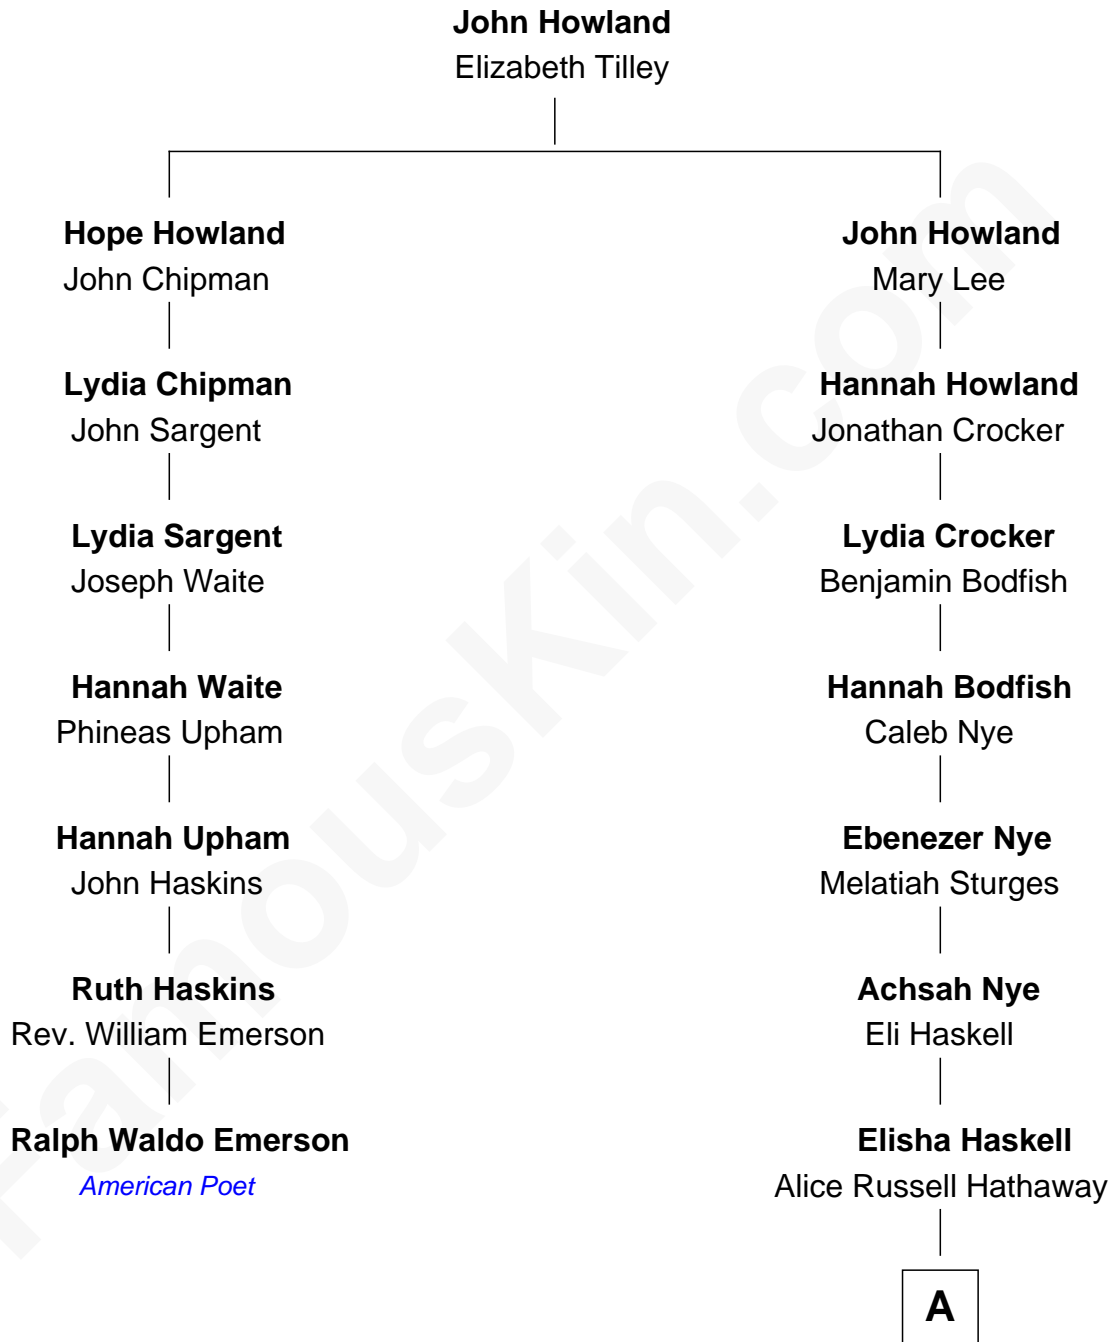 John Howland
Elizabeth Tilley
Hope Howland
John Chipman
Lydia Chipman
John Sargent
Lydia Sargent
Joseph Waite
Hannah Waite
Phineas Upham
Hannah Upham
John Haskins
Ruth Haskins
Rev. William Emerson
Ralph Waldo Emerson
American Poet
John Howland
Mary Lee
Hannah Howland
Jonathan Crocker
Lydia Crocker
Benjamin Bodfish
Hannah Bodfish
Caleb Nye
Ebenezer Nye
Melatiah Sturges
Achsah Nye
Eli Haskell
Elisha Haskell
Alice Russell Hathaway
A
FamousKin.com